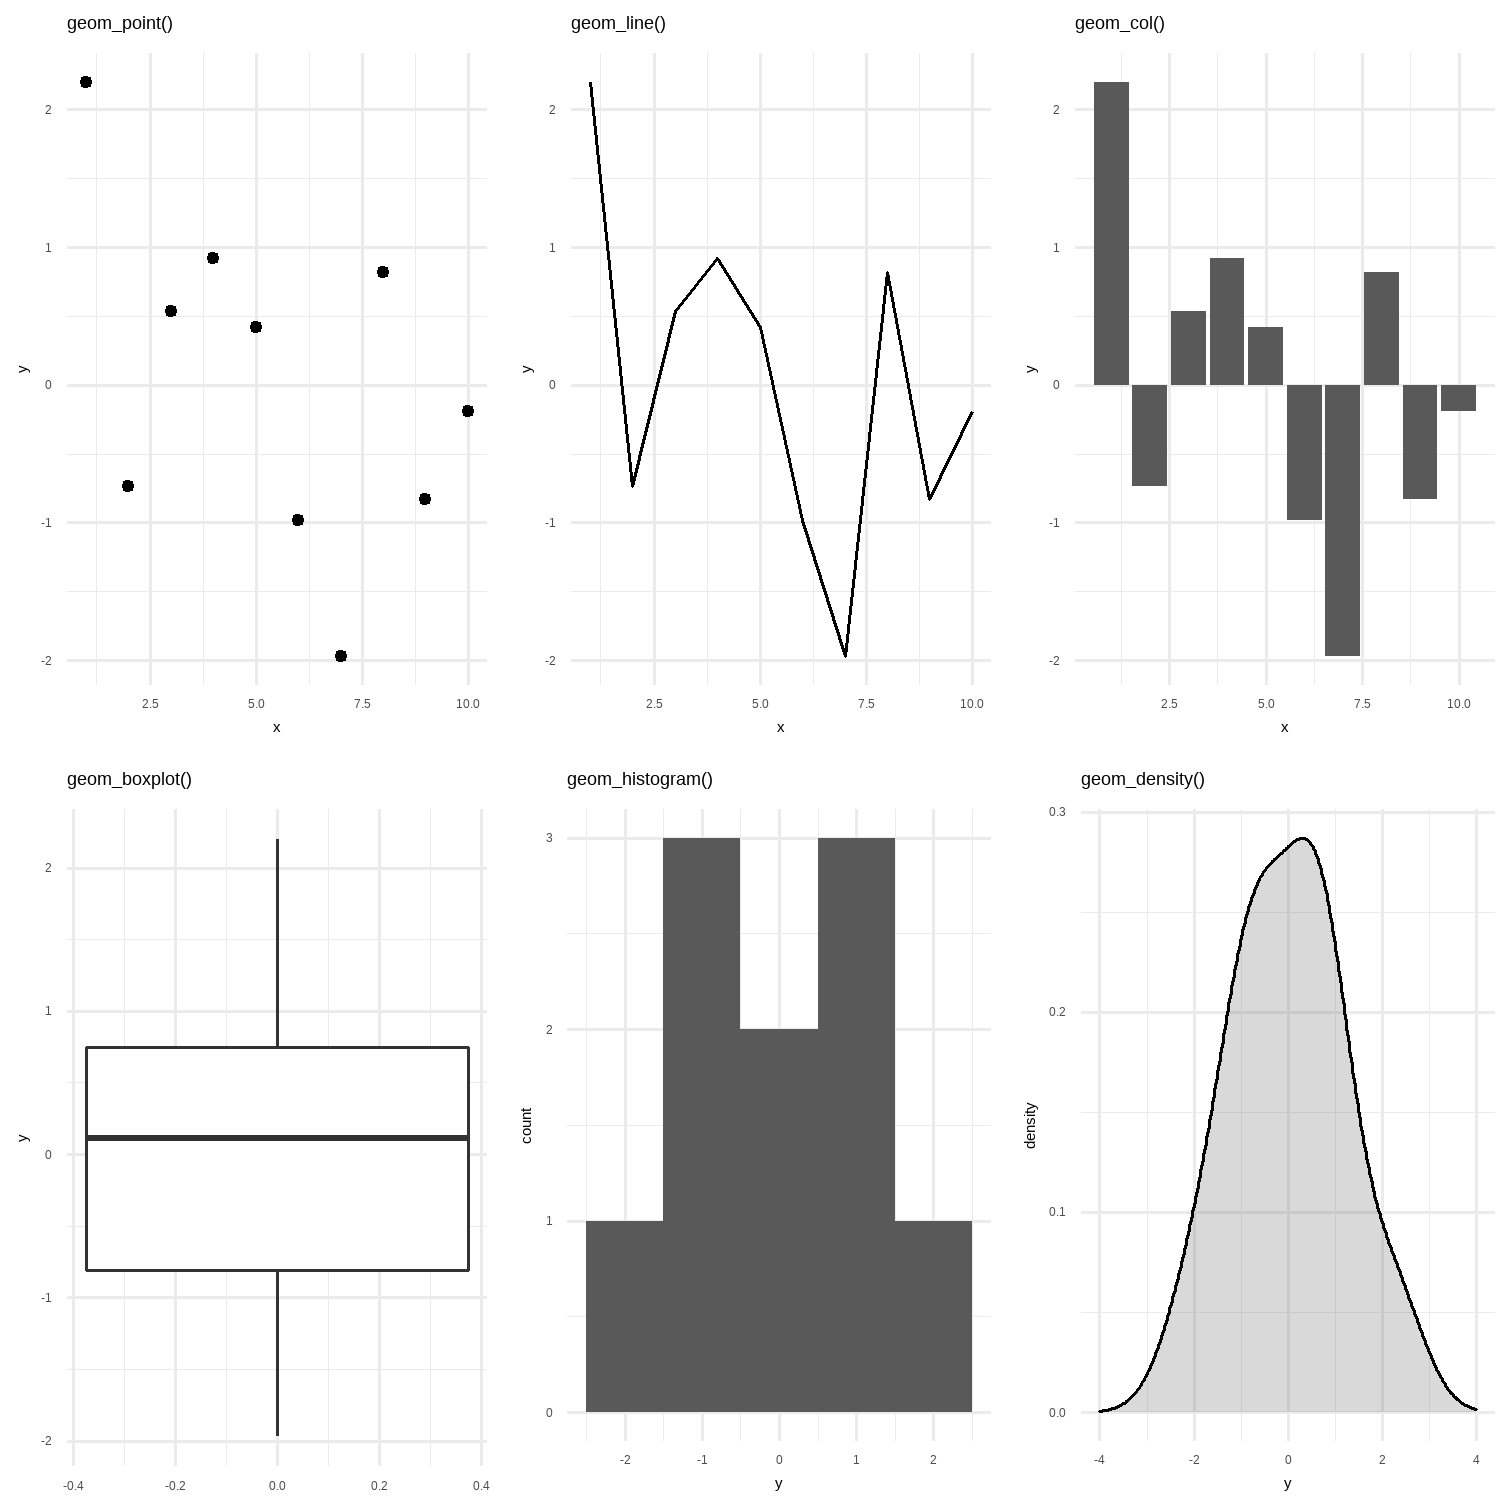 geom_point()
2
1
0
-1
-2
y
2.5 5.0 7.5 10.0
x
geom_line()
2
1
0
-1
-2
y
2.5 5.0 7.5 10.0
x
geom_col()
2
1
0
-1
-2
y
2.5 5.0 7.5 10.0
x
geom_boxplot()
2
1
0
-1
-2
y
-0.4 -0.2 0.0 0.2 0.4
geom_histogram()
3
2
1
0
count
-2 -1 0 1 2
y
geom_density()
0.3
0.2
0.1
0.0
density
-4 -2 0 2 4
y